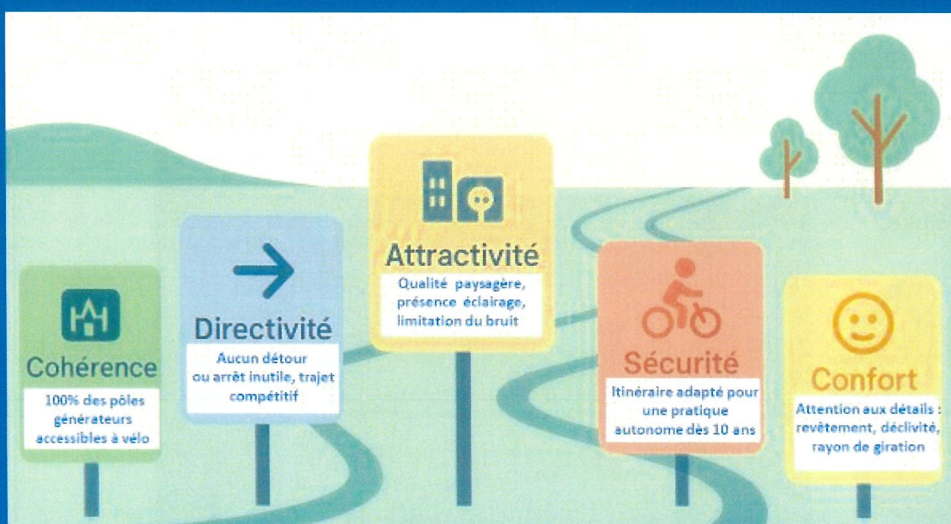 Cohérence
100% des pôles
générateurs
accessibles à vélo
Directivité
Aucun détour
ou arrêt inutile, trajet
compétitif
Attractivité
Qualité paysagère,
présence éclairage,
limitation du bruit
Sécurité
Itinéraire adapté pour
une pratique
autonome dès 10 ans
Confort
Attention aux détails :
revêtement, déclivité,
rayon de giration